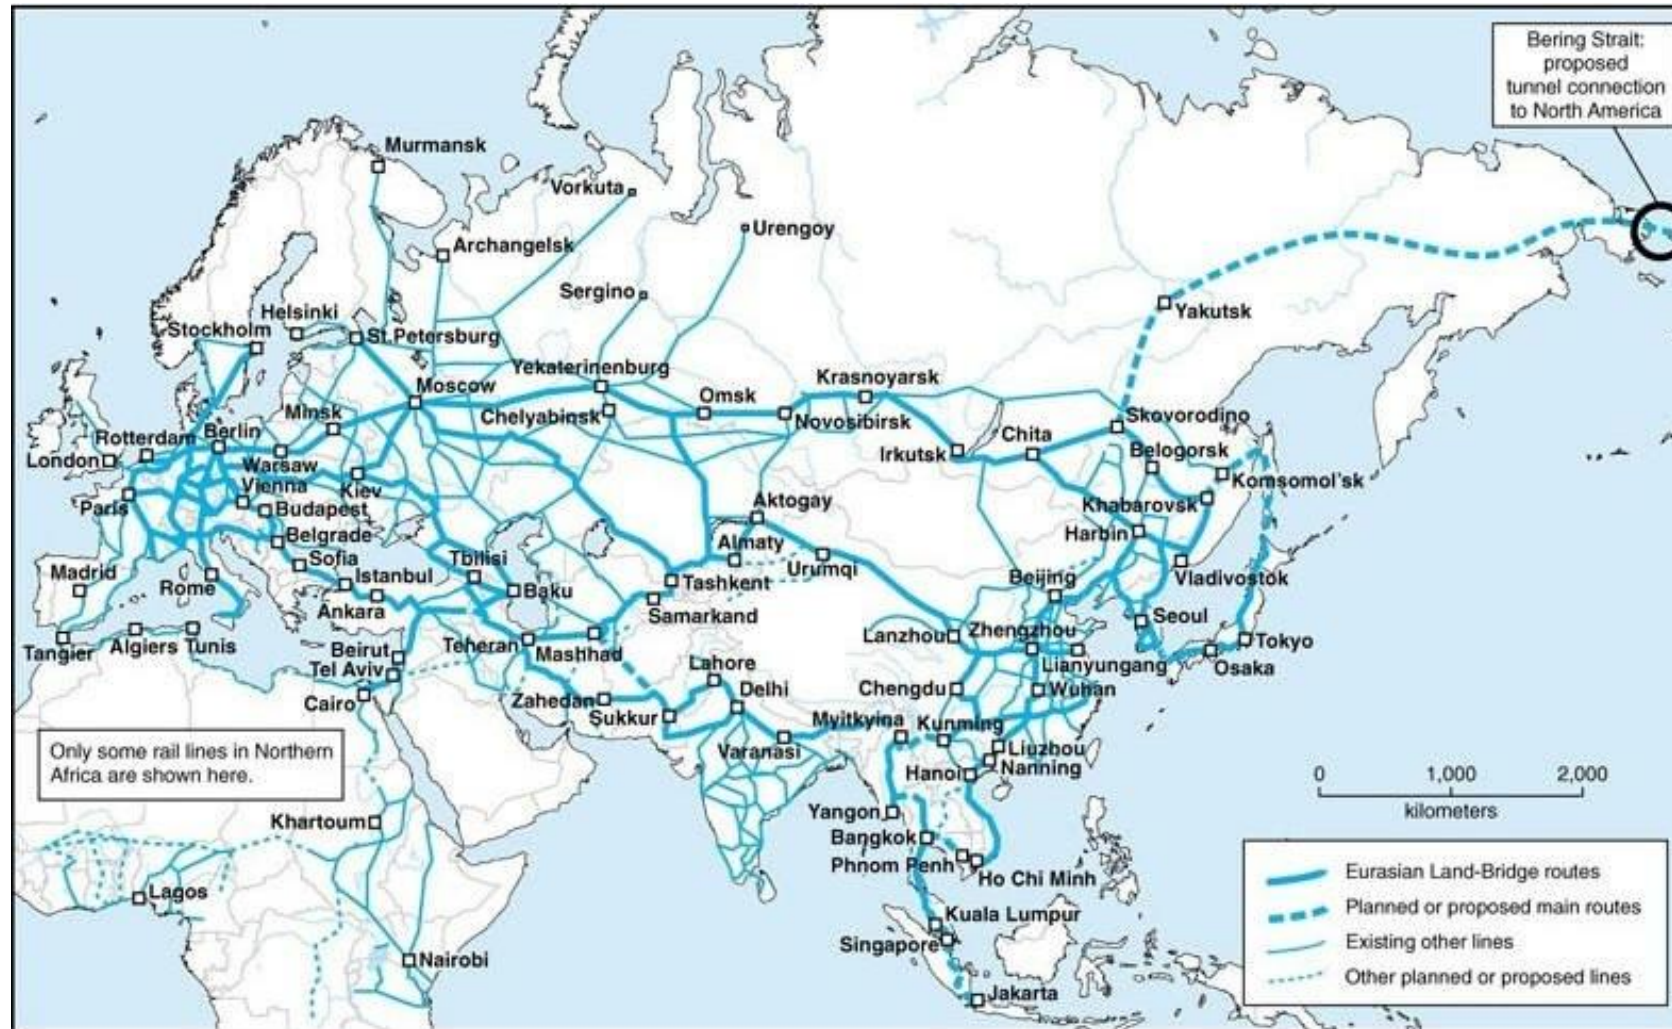 Bering Strait:
proposed
tunnel connection
to North America
Murmansk
Vorkuta
Urengoy
Archangelsk
Sergino
Yakutsk
Helsinki
Stockholm
St.Petersburg
Yekaterinenburg
Krasnoyarsk
Moscow
Omsk
Chelyabinsk
Novosibirsk
Skovorodino
Minsk
Chita
Rotterdam
Berlin
Irkutsk
Belogorsk
London
Warsaw
Komsomol'sk
Vienna
Kiev
Aktogay
Khabarovsk
Paris
Budapest
Harbin
Belgrade
Almaty
Sofia
Tbilisi
Urumqi
Beijing
Vladivostok
Madrid
Rome
Istanbul
Baku
Tashkent
Ankara
Samarkand
Seoul
Lanzhou
Zhengzhou
Tokyo
Tangier
Algiers
Tunis
Beirut
Teheran
Mashhad
Lianyungang
Osaka
Tel Aviv
Lahore
Delhi
Chengdu
Wuhan
Cairo
Zahedan
Sukkur
Myitkyina
Kunming
Varanasi
Liuzhou
Hanoi
Nanning
Only some rail lines in Northern
Africa are shown here.
0 1,000 2,000
kilometers
Khartoum
Yangon
Bangkok
Phnom Penh
Ho Chi Minh
Lagos
Kuala Lumpur
Singapore
Nairobi
Jakarta
Eurasian Land-Bridge routes
Planned or proposed main routes
Existing other lines
Other planned or proposed lines